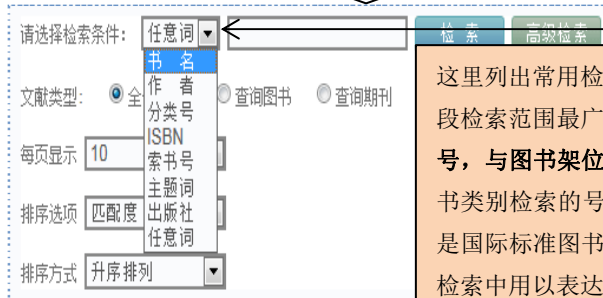 请选择检索条件: 任意词 检 索 高级检索
书 名
作 者
分类号
ISBN
索书号
主题词
出版社
任意词
文献类型: 全 查询图书 查询期刊
每页显示 10
排序选项 匹配度
排序方式 升序排列
这里列出常用检
段检索范围最广
号，与图书架位
书类别检索的号
是国际标准图书
检索中用以表达